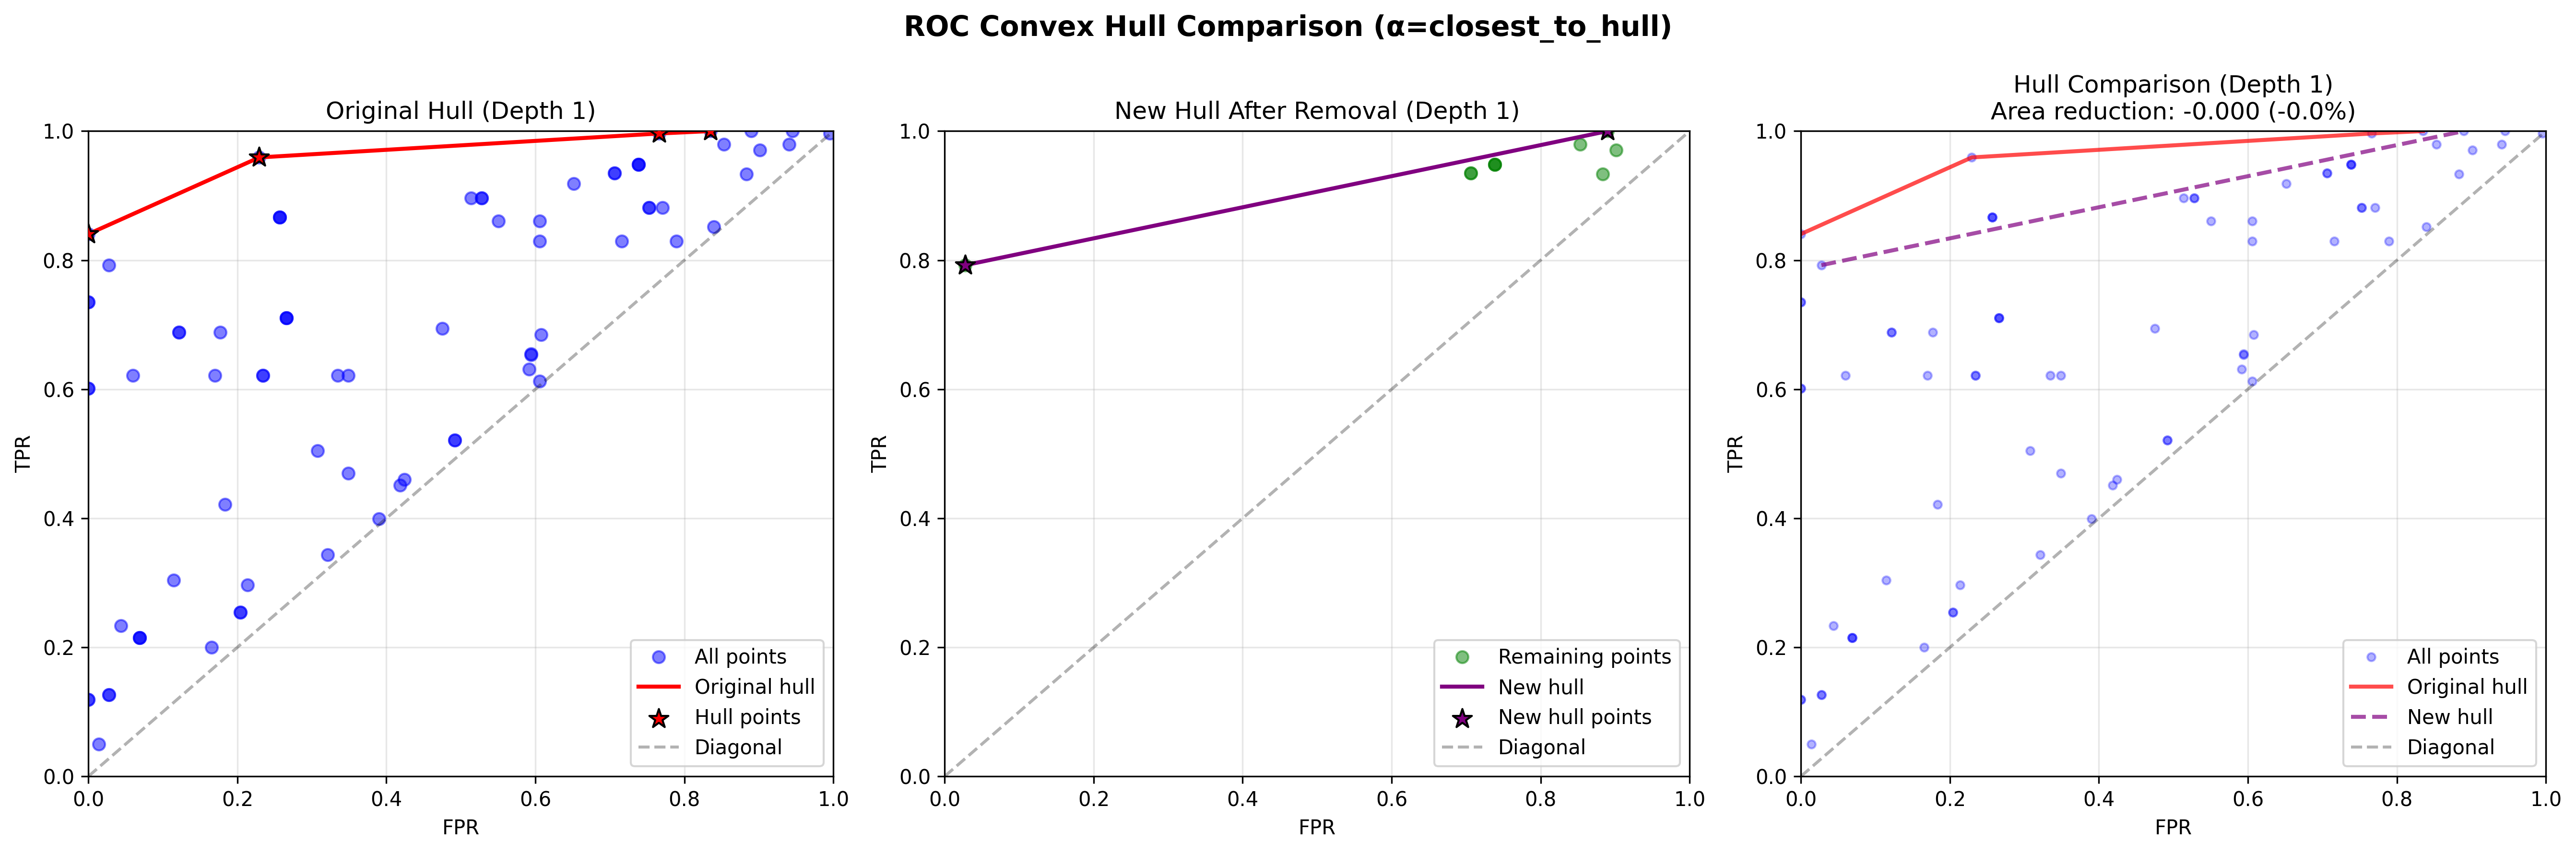 ROC Convex Hull Comparison (α=closest_to_hull)
Original Hull (Depth 1)
1.0
0.8
0.6
0.4
0.2
0.0
TPR
0.0 0.2 0.4 0.6 0.8 1.0
FPR
All points
Original hull
Hull points
Diagonal
New Hull After Removal (Depth 1)
1.0
0.8
0.6
0.4
0.2
0.0
TPR
0.0 0.2 0.4 0.6 0.8 1.0
FPR
Remaining points
New hull
New hull points
Diagonal
Hull Comparison (Depth 1)
Area reduction: -0.000 (-0.0%)
1.0
0.8
0.6
0.4
0.2
0.0
TPR
0.0 0.2 0.4 0.6 0.8 1.0
FPR
All points
Original hull
New hull
Diagonal